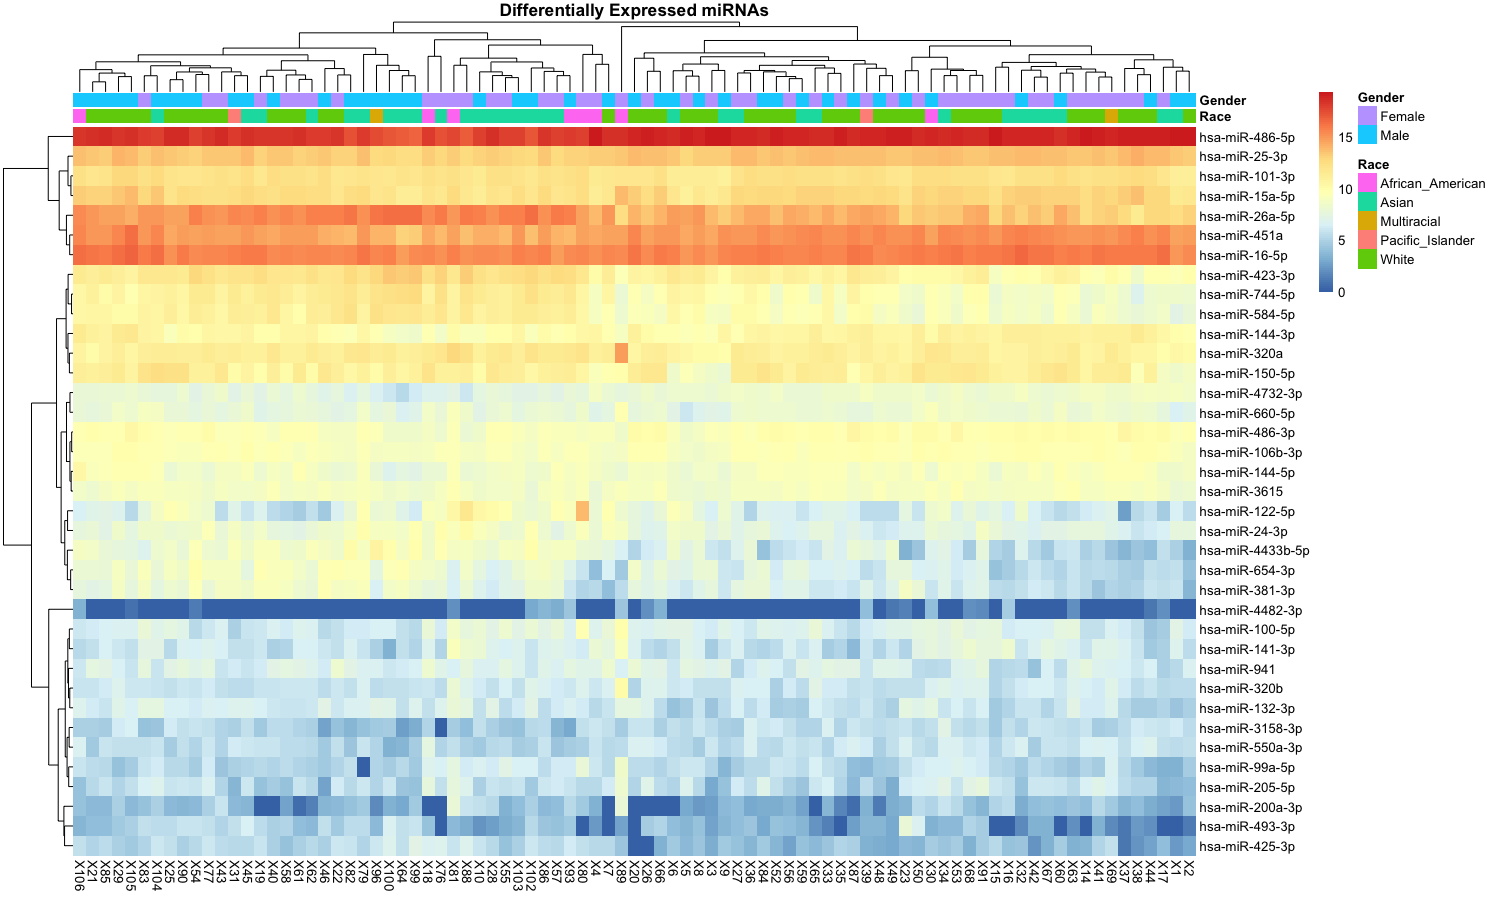 Differentially Expressed miRNAs
Gender
Race
hsa-miR-486-5p
hsa-miR-25-3p
hsa-miR-101-3p
hsa-miR-15a-5p
hsa-miR-26a-5p
hsa-miR-451a
hsa-miR-16-5p
hsa-miR-423-3p
hsa-miR-744-5p
hsa-miR-584-5p
hsa-miR-144-3p
hsa-miR-320a
hsa-miR-150-5p
hsa-miR-4732-3p
hsa-miR-660-5p
hsa-miR-486-3p
hsa-miR-106b-3p
hsa-miR-144-5p
hsa-miR-3615
hsa-miR-122-5p
hsa-miR-24-3p
hsa-miR-4433b-5p
hsa-miR-654-3p
hsa-miR-381-3p
hsa-miR-4482-3p
hsa-miR-100-5p
hsa-miR-141-3p
hsa-miR-941
hsa-miR-320b
hsa-miR-132-3p
hsa-miR-3158-3p
hsa-miR-550a-3p
hsa-miR-99a-5p
hsa-miR-205-5p
hsa-miR-200a-3p
hsa-miR-493-3p
hsa-miR-425-3p
X106
X21
X85
X29
X105
X83
X104
X25
X90
X54
X77
X43
X31
X45
X19
X40
X58
X61
X62
X46
X22
X82
X79
X96
X100
X64
X99
X18
X76
X81
X88
X10
X28
X55
X103
X102
X86
X57
X93
X80
X4
X7
X89
X20
X26
X66
X6
X5
X8
X3
X9
X27
X36
X84
X52
X56
X59
X65
X33
X35
X87
X39
X48
X49
X23
X50
X30
X34
X53
X68
X91
X15
X16
X32
X42
X67
X60
X63
X14
X41
X69
X37
X38
X44
X17
X1
X2
15
10
5
0
Gender
Female
Male
Race
African_American
Asian
Multiracial
Pacific_Islander
White